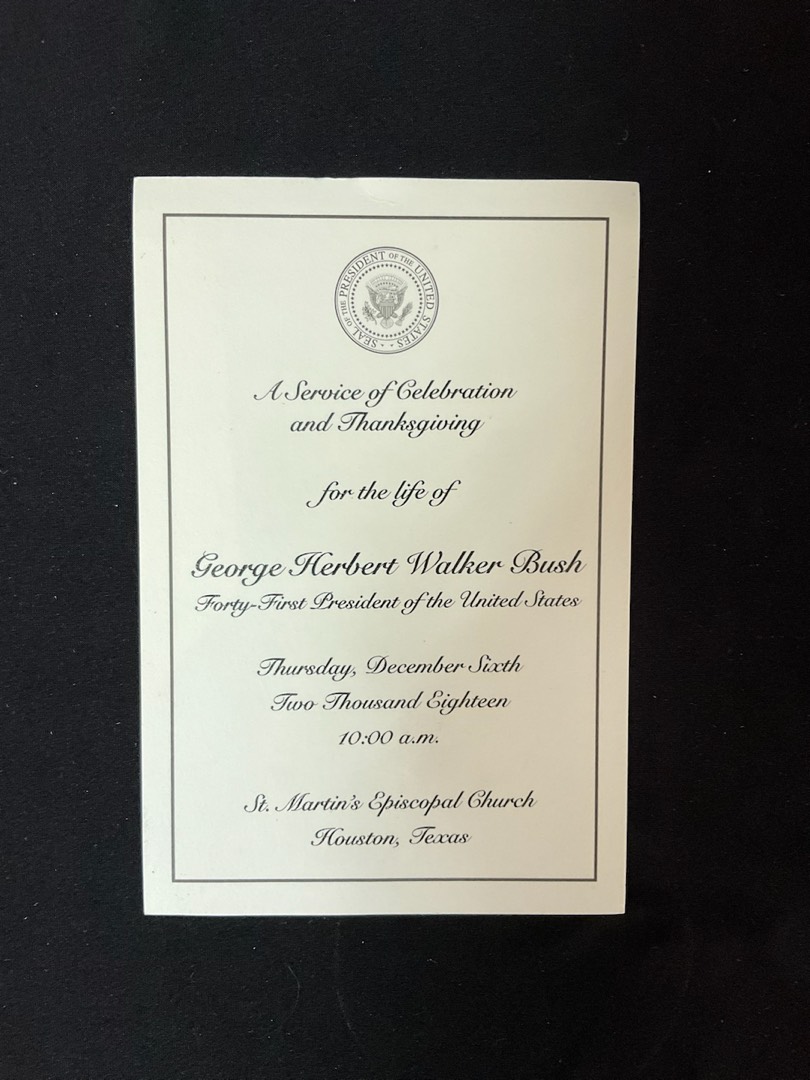 SEAL OF THE PRESIDENT OF THE UNITED STATES
A Service of Celebration
and Thanksgiving
for the life of
George Herbert Walker Bush
Forty-First President of the United States
Thursday, December Sixth
Two Thousand Eighteen
10:00 a.m.
St. Martin's Episcopal Church
Houston, Texas